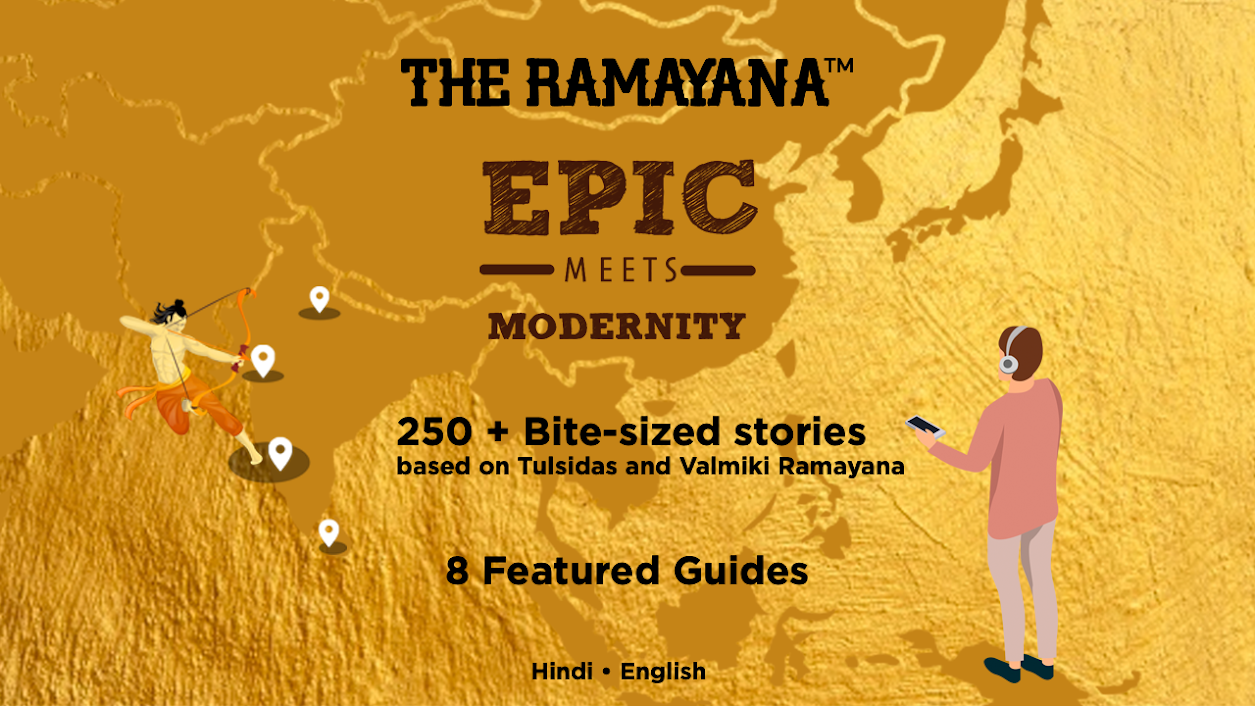 THE RAMAYANA™
EPIC
MEETS
MODERNITY
250 + Bite-sized stories
based on Tulsidas and Valmiki Ramayana
8 Featured Guides
Hindi • English